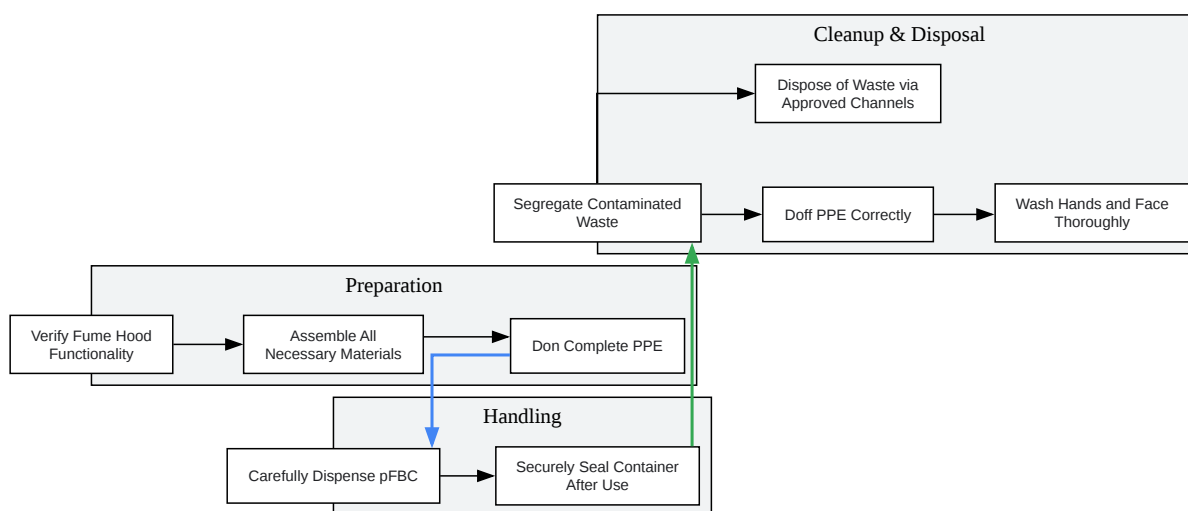 Cleanup & Disposal
Dispose of Waste via
Approved Channels
Segregate Contaminated
Waste
Doff PPE Correctly
Wash Hands and Face
Thoroughly
Preparation
Verify Fume Hood
Functionality
Assemble All
Necessary Materials
Don Complete PPE
Handling
Carefully Dispense pFBC
Securely Seal Container
After Use